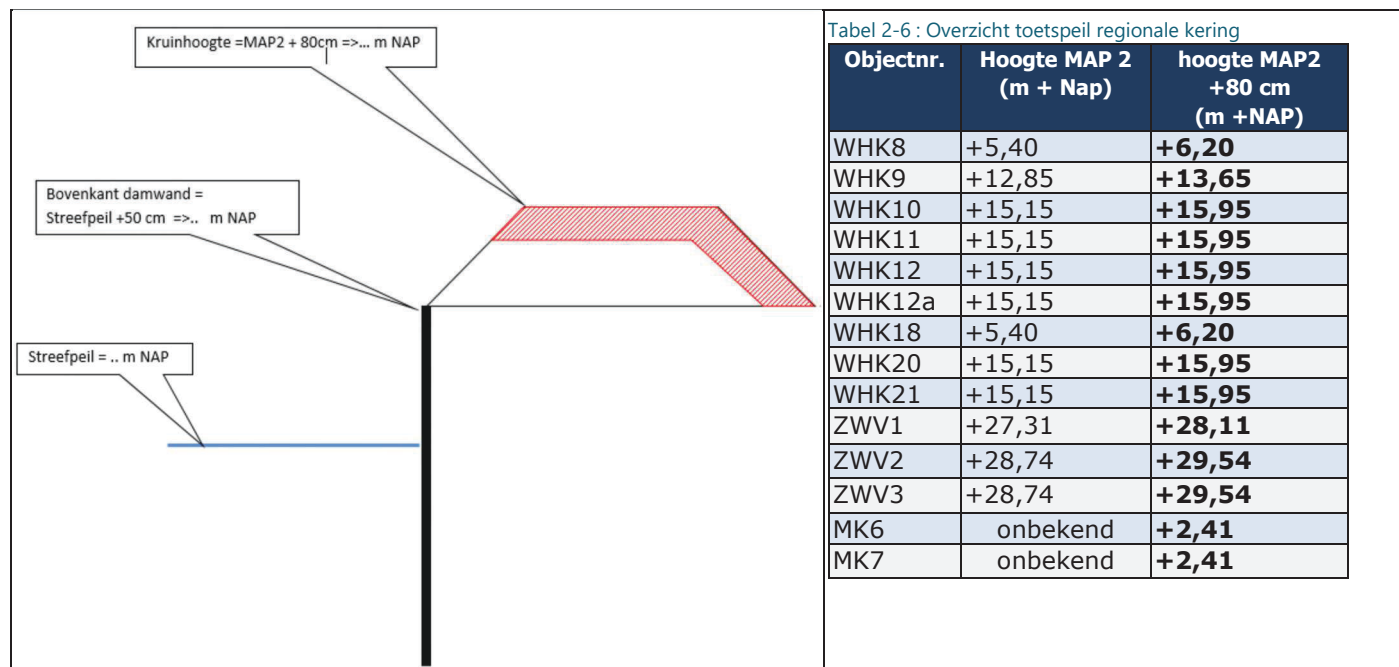 Kruinhoogte =MAP2 + 80cm =>... m NAP
Bovenkant damwand =
Streefpeil +50 cm =>.. m NAP
Streefpeil = .. m NAP
Tabel 2-6 : Overzicht toetspeil regionale kering
Objectnr. Hoogte MAP 2 hoogte MAP2
(m + Nap) +80 cm
(m +NAP)
WHK8 +5,40 +6,20
WHK9 +12,85 +13,65
WHK10 +15,15 +15,95
WHK11 +15,15 +15,95
WHK12 +15,15 +15,95
WHK12a +15,15 +15,95
WHK18 +5,40 +6,20
WHK20 +15,15 +15,95
WHK21 +15,15 +15,95
ZWV1 +27,31 +28,11
ZWV2 +28,74 +29,54
ZWV3 +28,74 +29,54
MK6 onbekend +2,41
MK7 onbekend +2,41